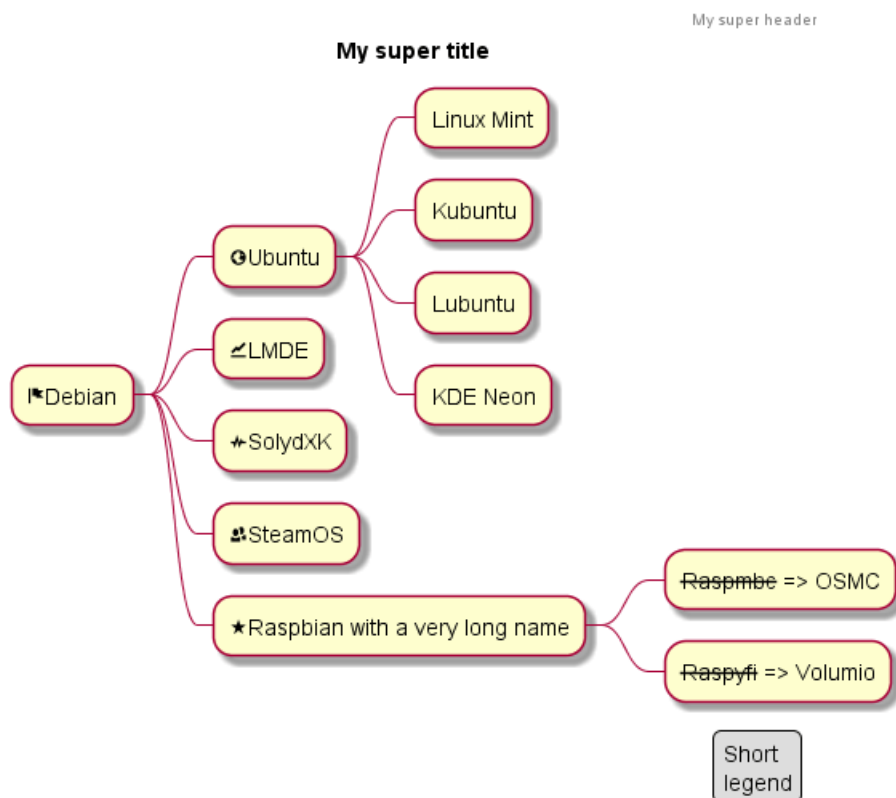 My super header
My super title
Linux Mint
Kubuntu
Ubuntu
Lubuntu
LMDE
KDE Neon
Debian
SolydXK
SteamOS
Raspmbc => OSMC
Raspbian with a very long name
Raspyfi => Volumio
Short
legend